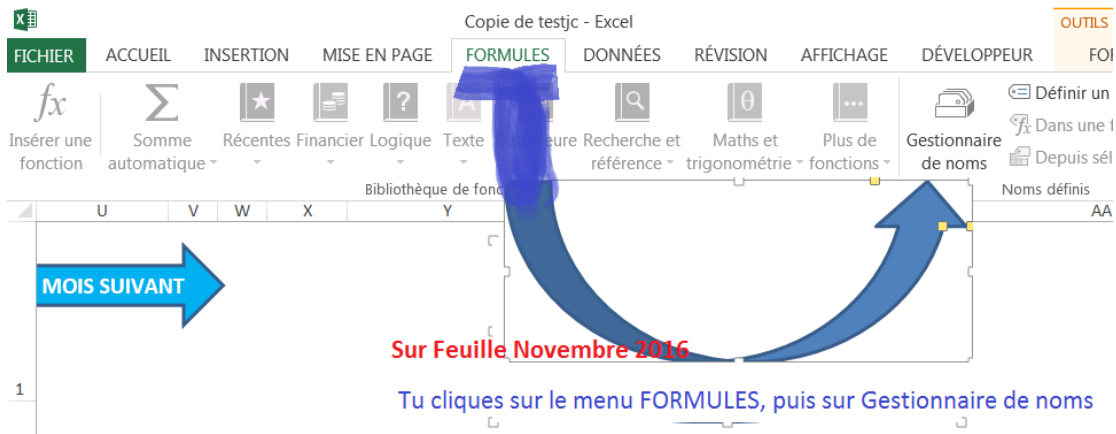 Copie de testjc - Excel
OUTILS
FICHIER ACCUEIL INSERTION MISE EN PAGE FORMULES DONNÉES RÉVISION AFFICHAGE DÉVELOPPEUR FOR
fx Σ ? A θ ... Définir un
Insérer une Somme Récentes Financier Logique Texte Recherche et Maths et Plus de Gestionnaire fx Dans une f
fonction automatique référence trigonométrie fonctions de noms Depuis sél
Bibliothèque de fonc Noms définis
U V W X Y AA
MOIS SUIVANT
Sur Feuille Novembre 2016
1
Tu cliques sur le menu FORMULES, puis sur Gestionnaire de noms